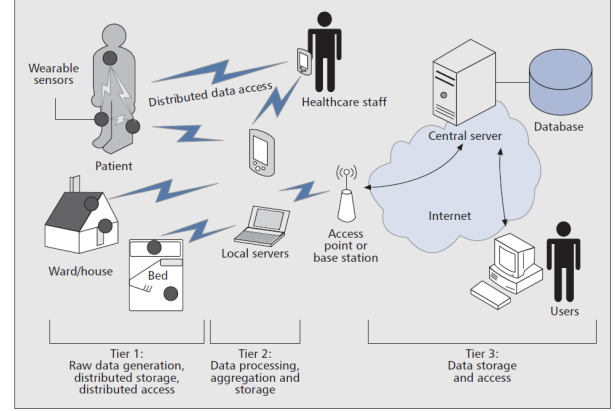 Wearable
sensors
Distributed data access
Healthcare staff
Central server
Database
Patient
Internet
Access
point or
base station
Local servers
Ward/house
Bed
Users
Tier 1:
Raw data generation,
distributed storage,
distributed access
Tier 2:
Data processing,
aggregation and
storage
Tier 3:
Data storage
and access